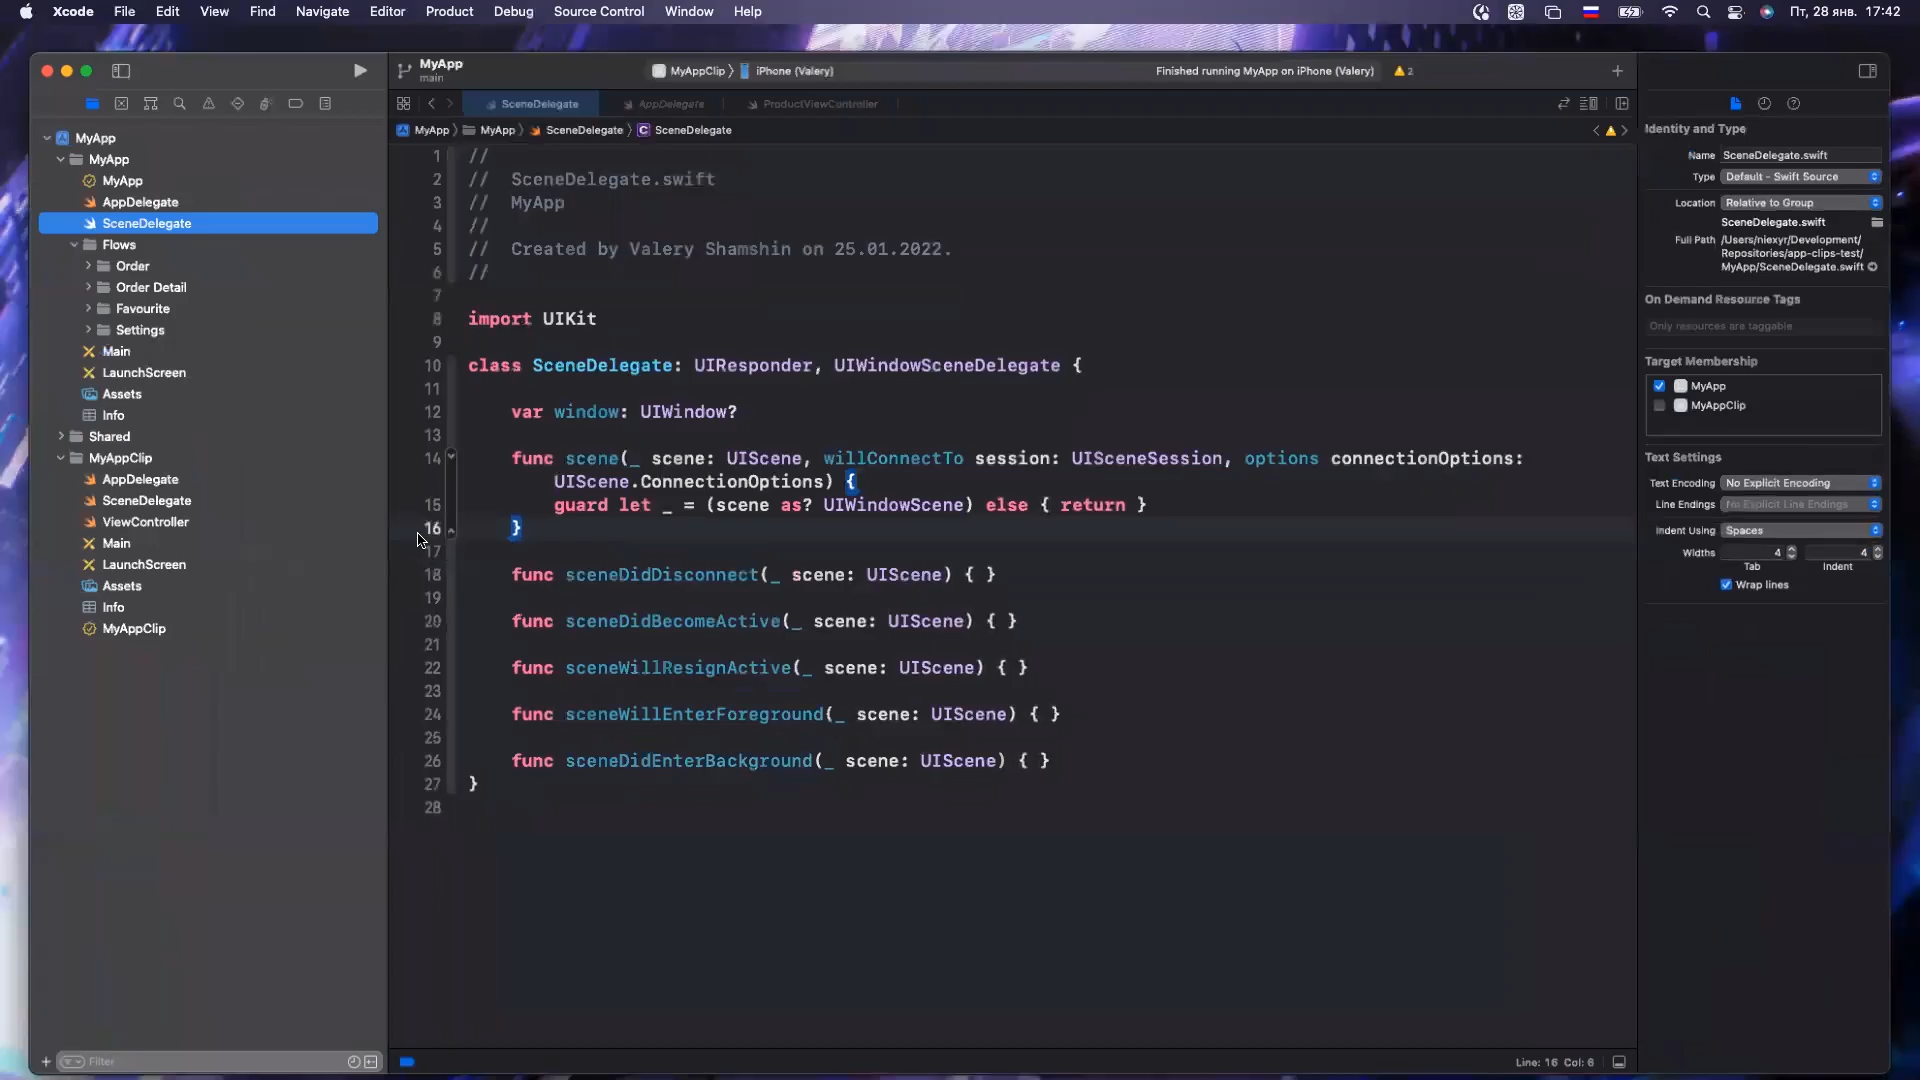 Xcode File Edit View Find Navigate Editor Product Debug Source Control Window Help
Пт, 28 янв. 17:42
MyApp
main
MyAppClip iPhone (Valery)
Finished running MyApp on iPhone (Valery) 2
SceneDelegate AppDelegate ProductViewController
MyApp MyApp SceneDelegate C SceneDelegate
MyApp
MyApp
MyApp
AppDelegate
SceneDelegate
Flows
Order
Order Detail
Favourite
Settings
Main
LaunchScreen
Assets
Info
Shared
MyAppClip
AppDelegate
SceneDelegate
ViewController
Main
LaunchScreen
Assets
Info
MyAppClip
Filter
1 //
2 // SceneDelegate.swift
3 // MyApp
4 //
5 // Created by Valery Shamshin on 25.01.2022.
6 //
7
8 import UIKit
9
10 class SceneDelegate: UIResponder, UIWindowSceneDelegate {
11
12 var window: UIWindow?
13
14 func scene(_ scene: UIScene, willConnectTo session: UISceneSession, options connectionOptions:
UIScene.ConnectionOptions) {
15 guard let _ = (scene as? UIWindowScene) else { return }
16 }
17
18 func sceneDidDisconnect(_ scene: UIScene) { }
19
20 func sceneDidBecomeActive(_ scene: UIScene) { }
21
22 func sceneWillResignActive(_ scene: UIScene) { }
23
24 func sceneWillEnterForeground(_ scene: UIScene) { }
25
26 func sceneDidEnterBackground(_ scene: UIScene) { }
27 }
28
Line: 16 Col: 6
Identity and Type
Name SceneDelegate.swift
Type Default - Swift Source
Location Relative to Group
SceneDelegate.swift
Full Path /Users/niexyr/Development/
Repositories/app-clips-test/
MyApp/SceneDelegate.swift
On Demand Resource Tags
Only resources are taggable
Target Membership
MyApp
MyAppClip
Text Settings
Text Encoding No Explicit Encoding
Line Endings No Explicit Line Endings
Indent Using Spaces
Widths 4 4
Tab Indent
Wrap lines